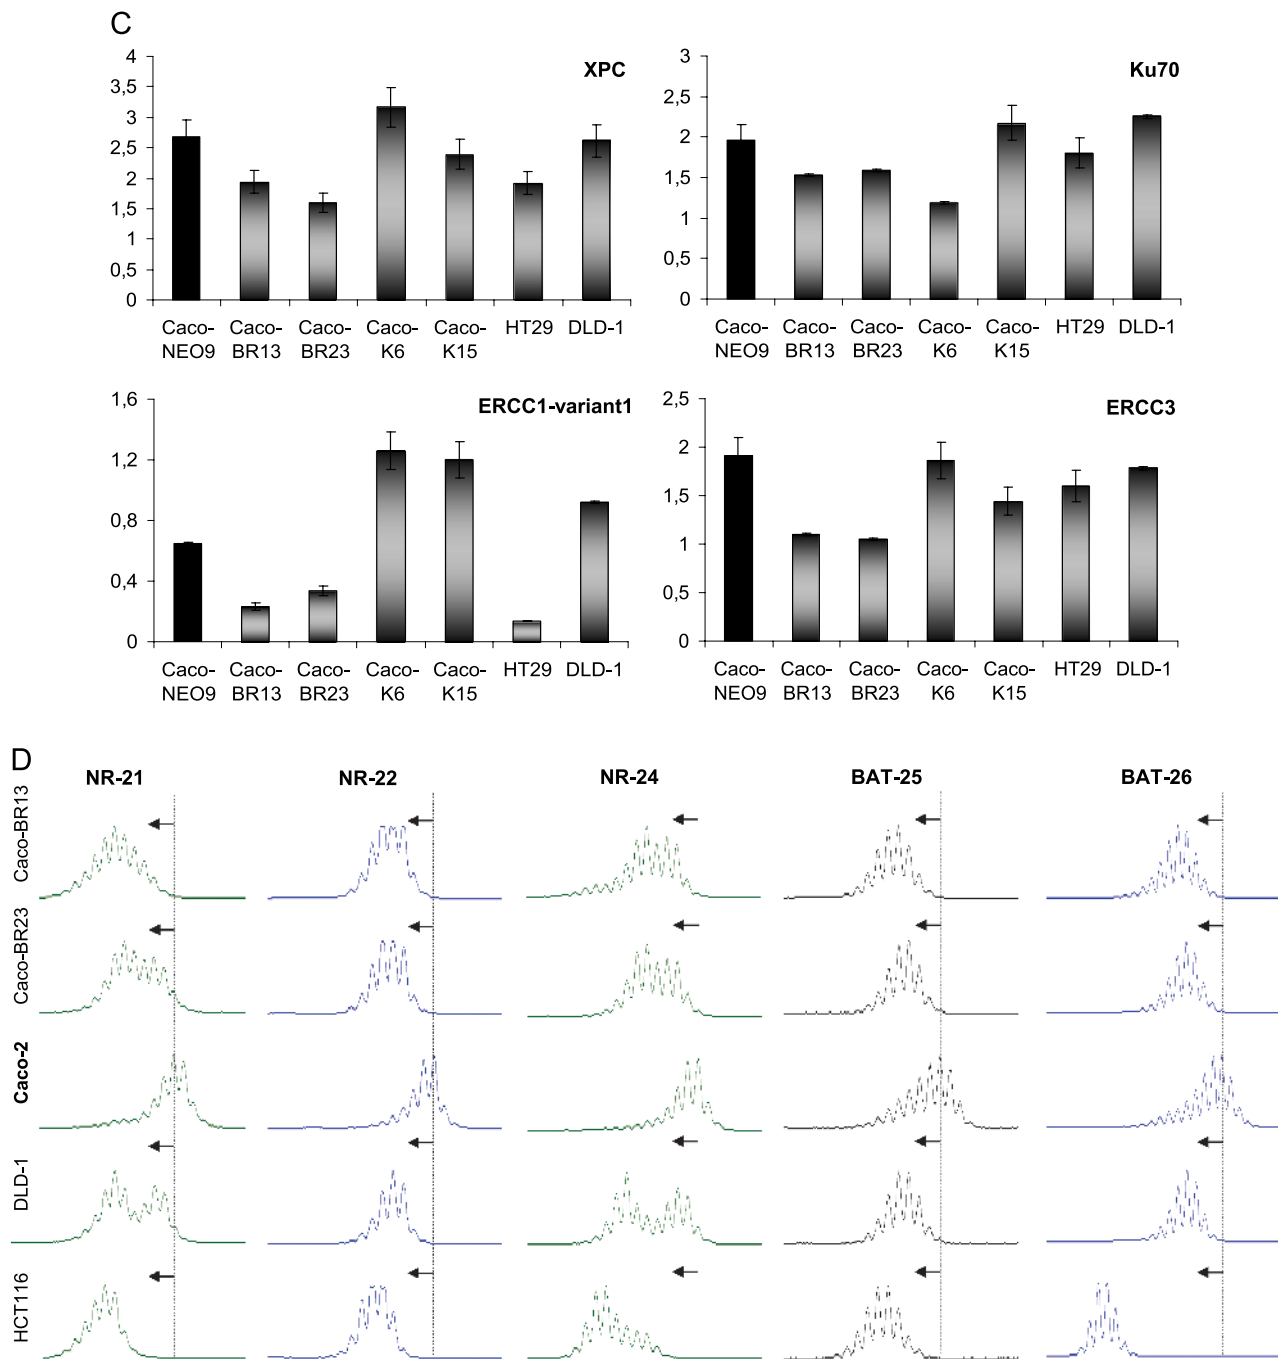 C
XPC
4
3,5
3
2,5
2
1,5
1
0,5
0
Caco- Caco- Caco- Caco- Caco- HT29 DLD-1
NEO9 BR13 BR23 K6 K15
Ku70
3
2,5
2
1,5
1
0,5
0
Caco- Caco- Caco- Caco- Caco- HT29 DLD-1
NEO9 BR13 BR23 K6 K15
ERCC1-variant1
1,6
1,2
0,8
0,4
0
Caco- Caco- Caco- Caco- Caco- HT29 DLD-1
NEO9 BR13 BR23 K6 K15
ERCC3
2,5
2
1,5
1
0,5
0
Caco- Caco- Caco- Caco- Caco- HT29 DLD-1
NEO9 BR13 BR23 K6 K15
D
NR-21 NR-22 NR-24 BAT-25 BAT-26
Caco-BR13
Caco-BR23
Caco-2
DLD-1
HCT116